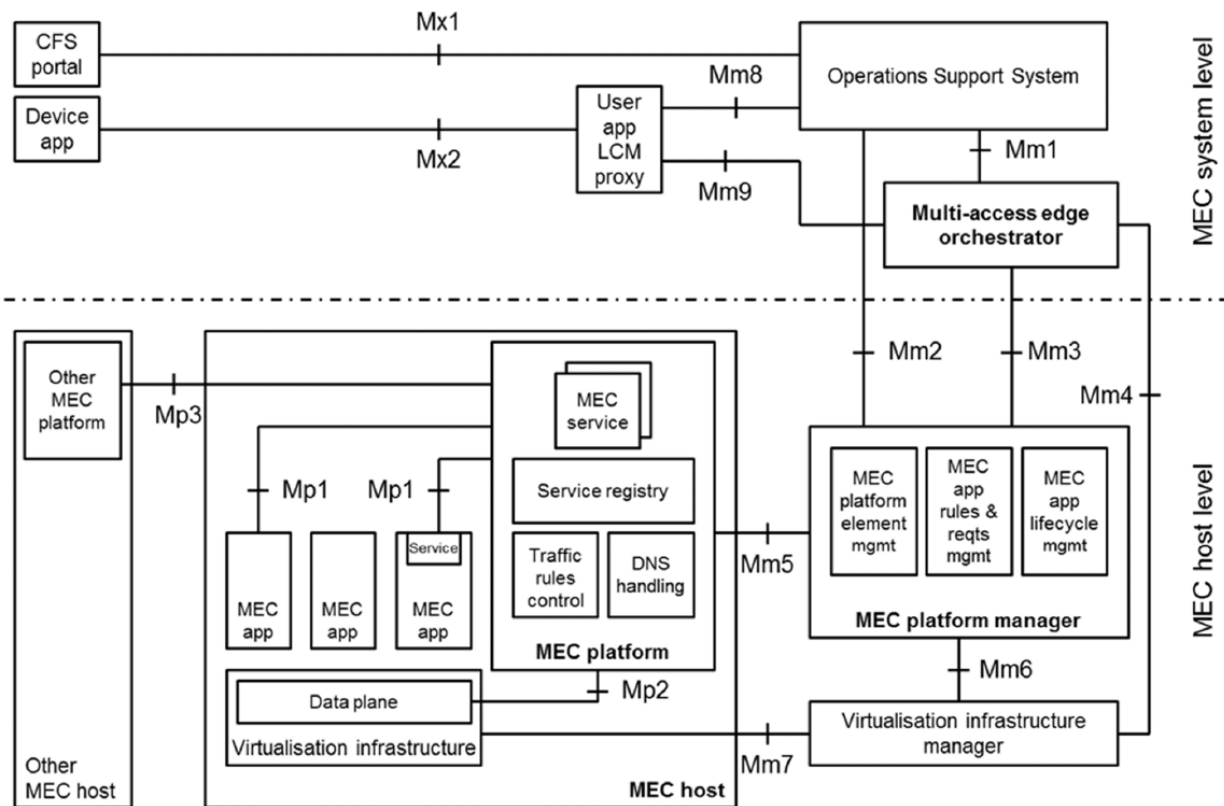 Mx1
CFS
portal
Operations Support System
Mm8
Device
app
User
app
LCM
proxy
Mx2
Mm9
Mm1
Multi-access edge
orchestrator
MEC system level
Mm2
Mm3
Mm4
Other
MEC
platform
Mp3
MEC
service
Mp1
Mp1
Service registry
MEC
platform
element
mgmt
MEC
app
rules &
reqts
mgmt
MEC
app
lifecycle
mgmt
MEC host level
Service
Traffic
rules
control
DNS
handling
Mm5
MEC
app
MEC
app
MEC
app
MEC platform
MEC platform manager
Mp2
Mm6
Data plane
Virtualisation infrastructure
Virtualisation infrastructure
manager
Mm7
Other
MEC host
MEC host